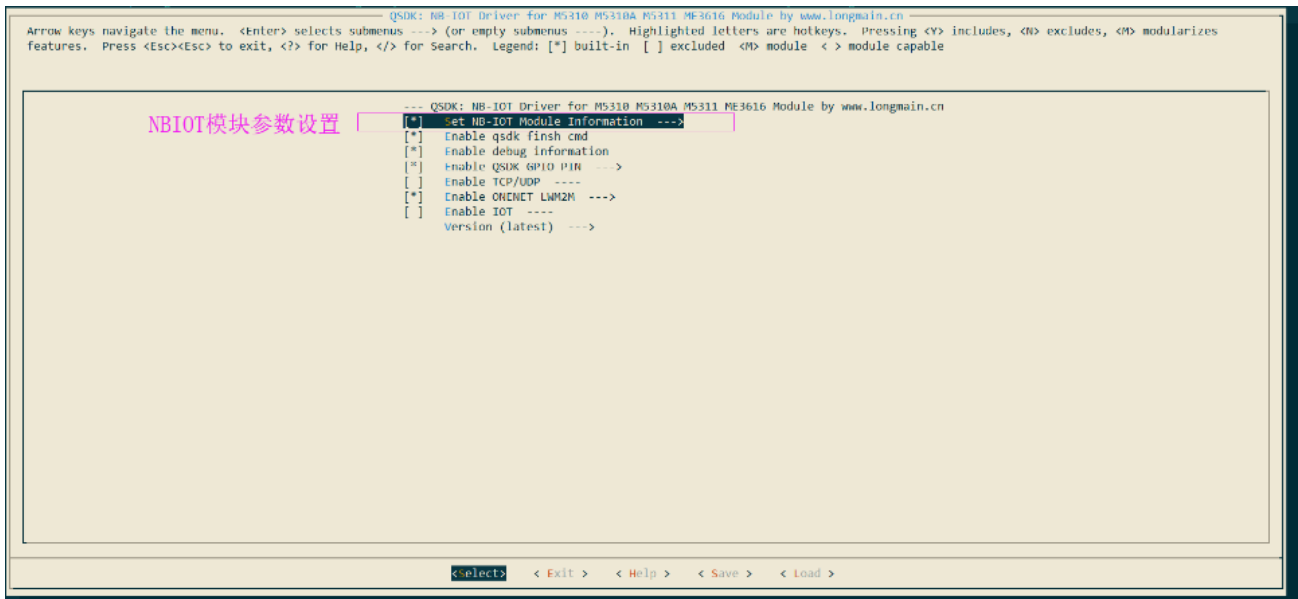 QSDK: NB-IOT Driver for M5310 M5310A M5311 ME3616 Module by www.longmain.cn
Arrow keys navigate the menu. <Enter> selects submenus ---> (or empty submenus ----). Highlighted letters are hotkeys. Pressing <Y> includes, <N> excludes, <M> modularizes
features. Press <Esc><Esc> to exit, <?> for Help, </> for Search. Legend: [*] built-in [ ] excluded <M> module < > module capable
--- QSDK: NB-IOT Driver for M5310 M5310A M5311 ME3616 Module by www.longmain.cn
NBIOT模块参数设置
[*] Set NB-IOT Module Information --->
[*] Enable qsdk finsh cmd
[*] Enable debug information
[*] Enable QSDK GPIO PIN --->
[ ] Enable TCP/UDP ----
[*] Enable ONENET LWM2M --->
[ ] Enable IOT ----
Version (latest) --->
<Select> < Exit > < Help > < Save > < Load >